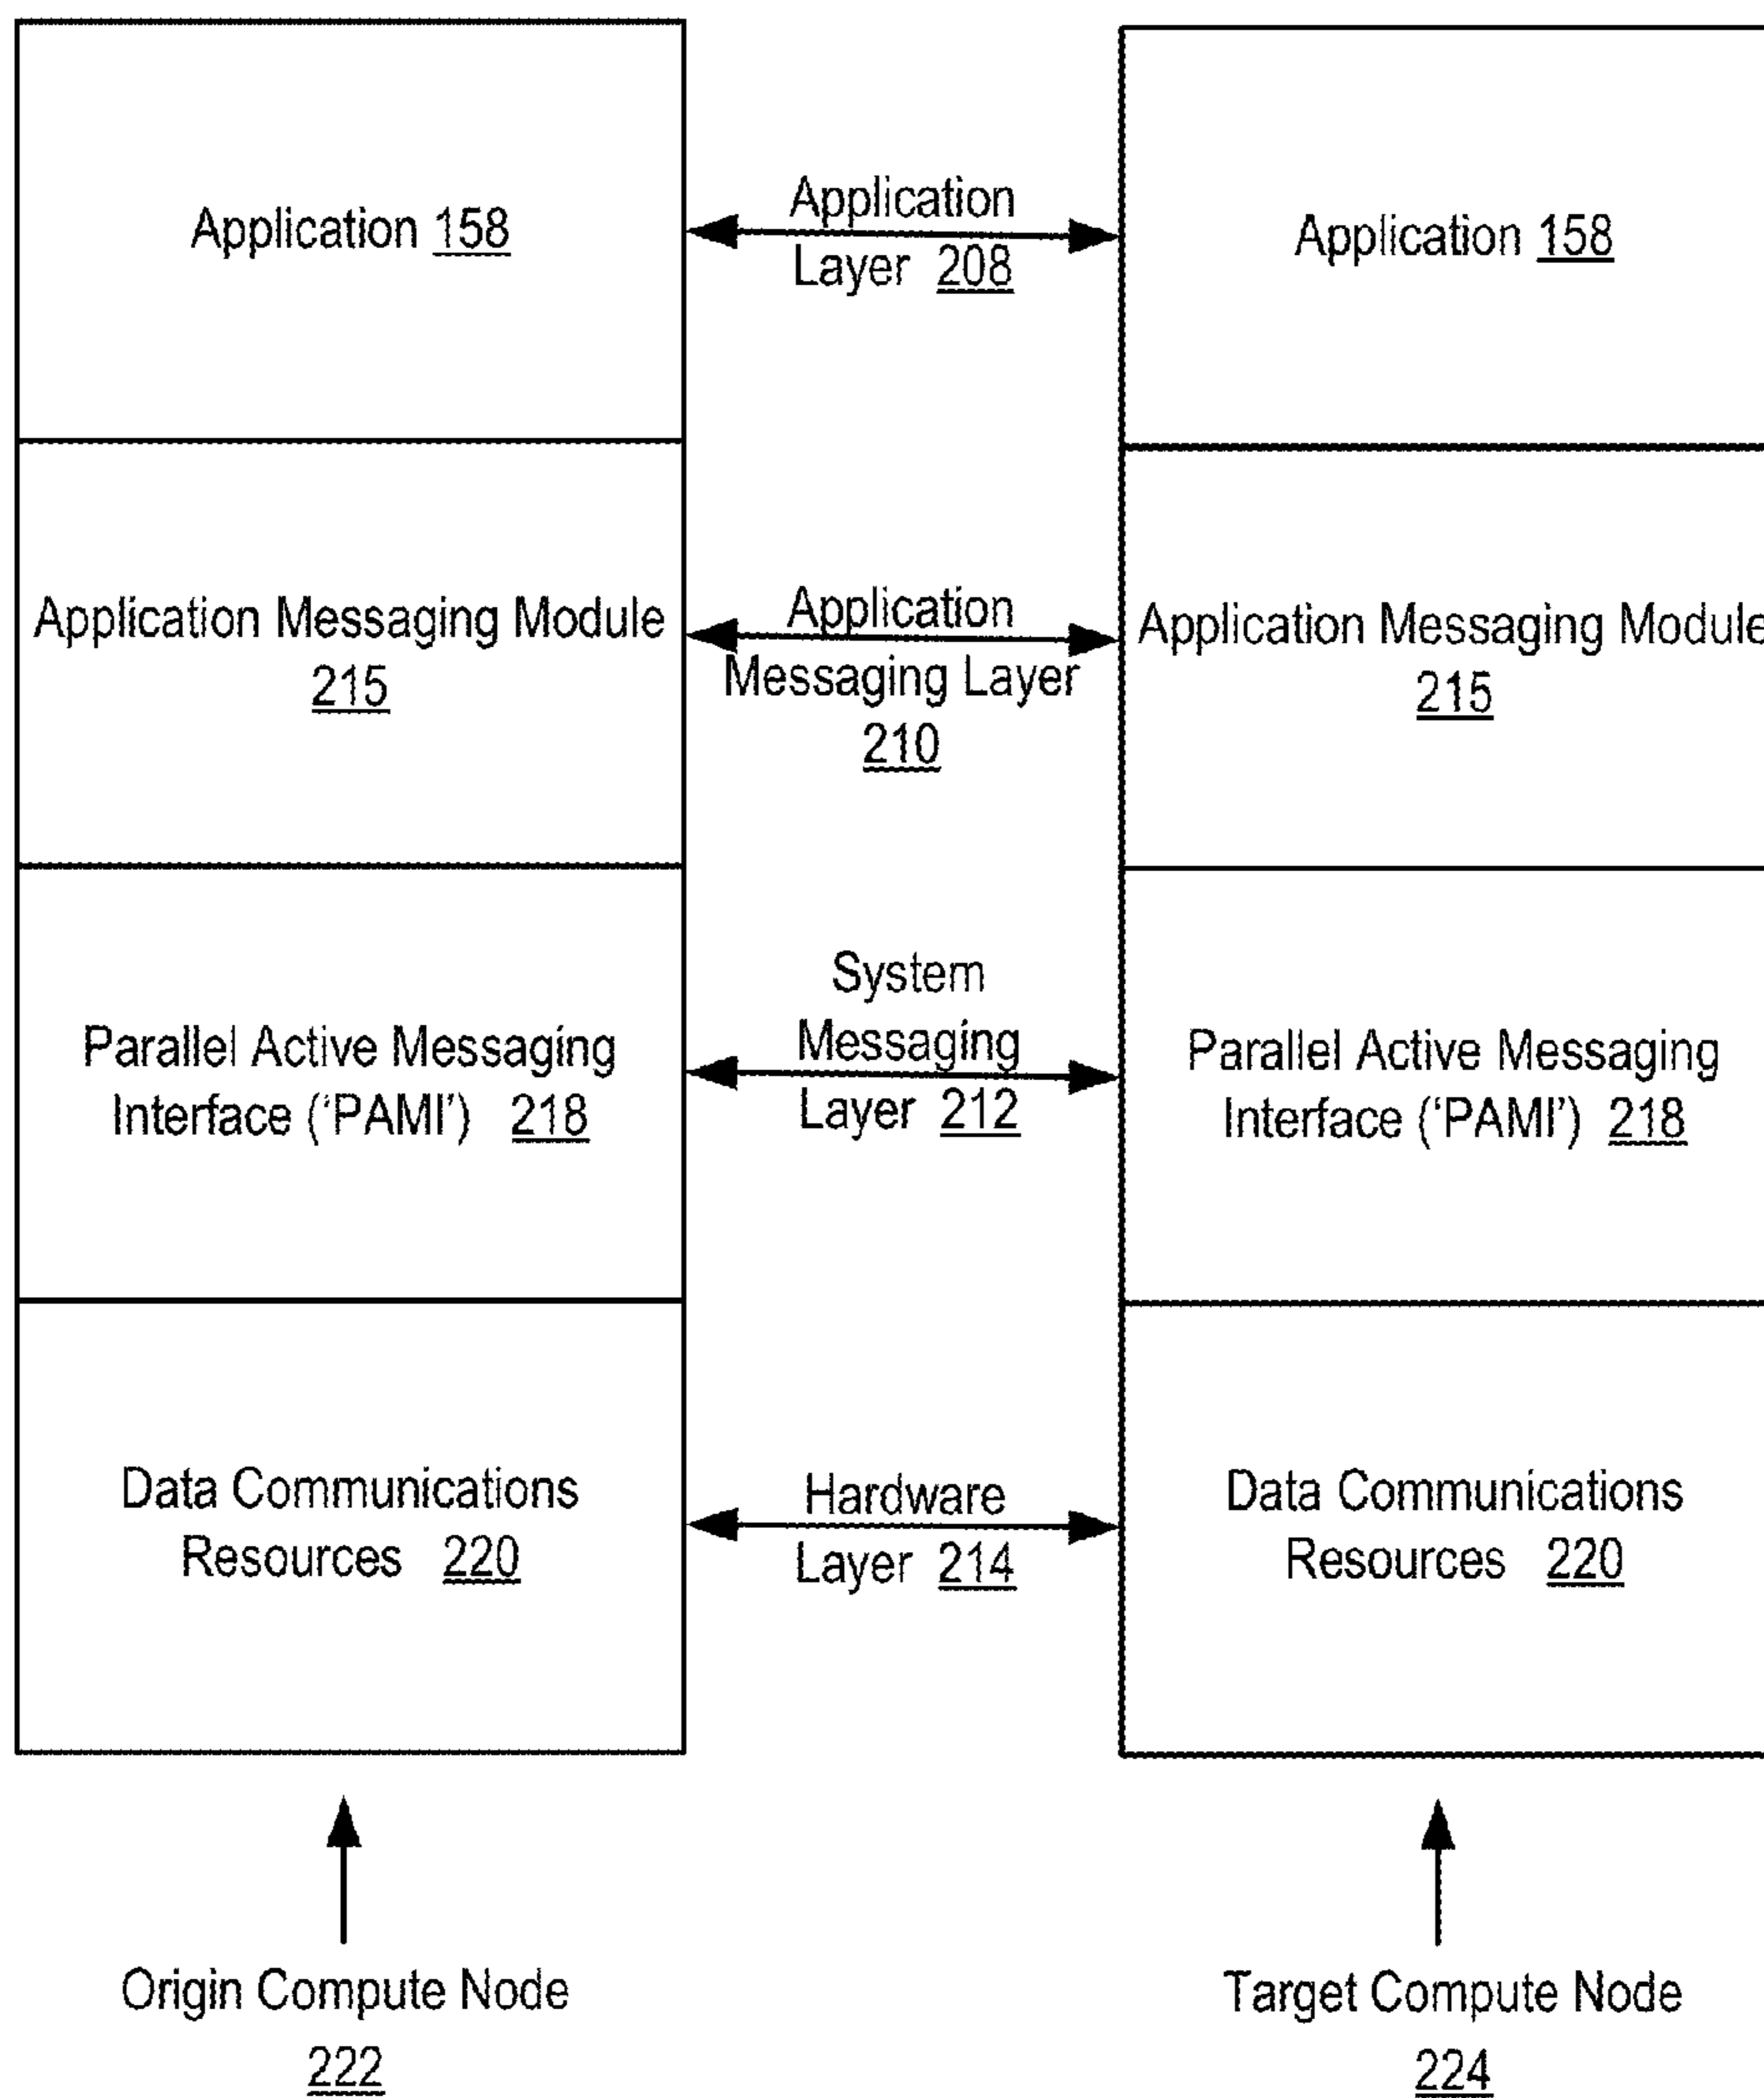 Application 158
Application
Layer 208
Application 158
Application Messaging Module
215
Application
Messaging Layer
210
Application Messaging Module
215
Parallel Active Messaging
Interface (‘PAMI’) 218
System
Messaging
Layer 212
Parallel Active Messaging
Interface (‘PAMI’) 218
Data Communications
Resources 220
Hardware
Layer 214
Data Communications
Resources 220
Origin Compute Node
222
Target Compute Node
224